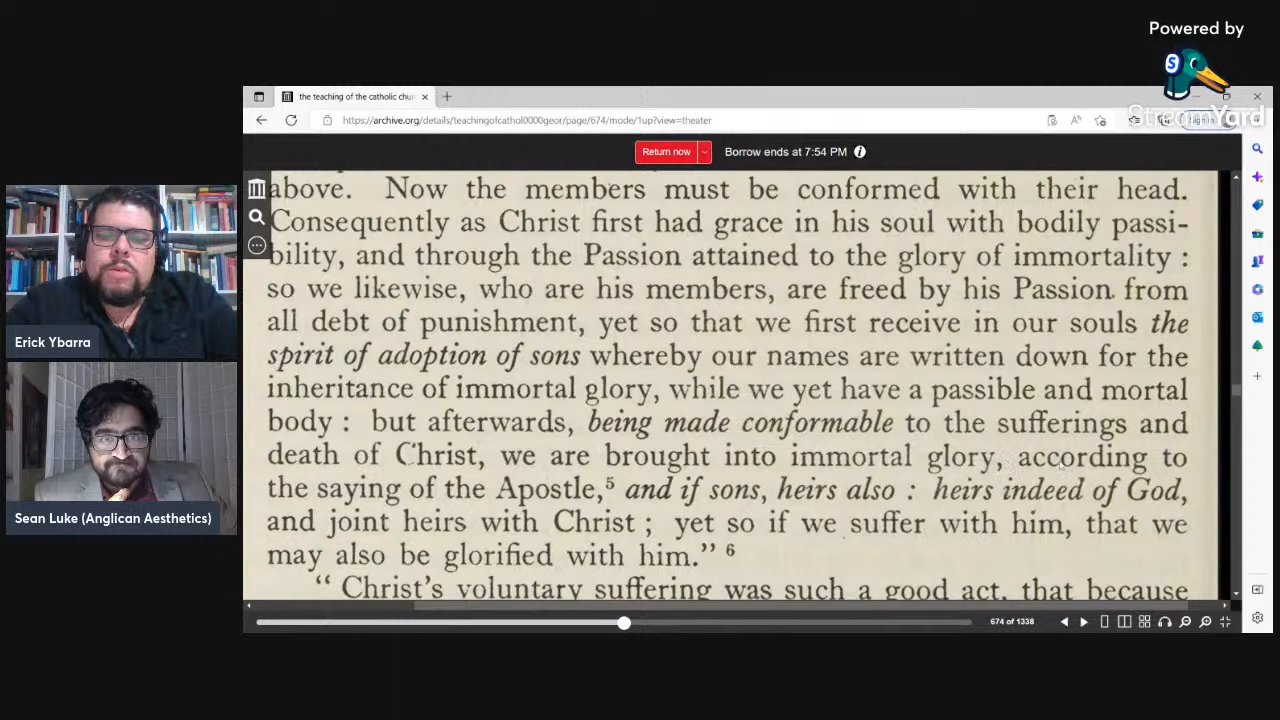 Powered by
StreamYard
the teaching of the catholic chu
https://archive.org/details/teachingofcathol0000geor/page/674/mode/1up?view=theater
Sign in
Return now
Borrow ends at 7:54 PM
above. Now the members must be conformed with their head.
Consequently as Christ first had grace in his soul with bodily passi-
bility, and through the Passion attained to the glory of immortality :
so we likewise, who are his members, are freed by his Passion from
all debt of punishment, yet so that we first receive in our souls the
spirit of adoption of sons whereby our names are written down for the
inheritance of immortal glory, while we yet have a passible and mortal
body : but afterwards, being made conformable to the sufferings and
death of Christ, we are brought into immortal glory, according to
the saying of the Apostle,⁵ and if sons, heirs also : heirs indeed of God,
and joint heirs with Christ ; yet so if we suffer with him, that we
may also be glorified with him.” ⁶
“ Christ's voluntary suffering was such a good act, that because
674 of 1338
Erick Ybarra
Sean Luke (Anglican Aesthetics)